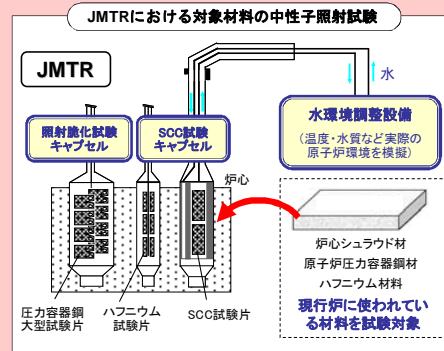 JMTRにおける対象材料の中性子照射試験
JMTR
水
照射脆化試験
キャプセル
SCC試験
キャプセル
水環境調整設備
（温度・水質など実際の
原子炉環境を模擬）
炉心
炉心シュラウド材
原子炉圧力容器鋼材
ハフニウム材料
現行炉に使われて
いる材料を試験対象
圧力容器鋼
大型試験片
ハフニウム
試験片
SCC試験片